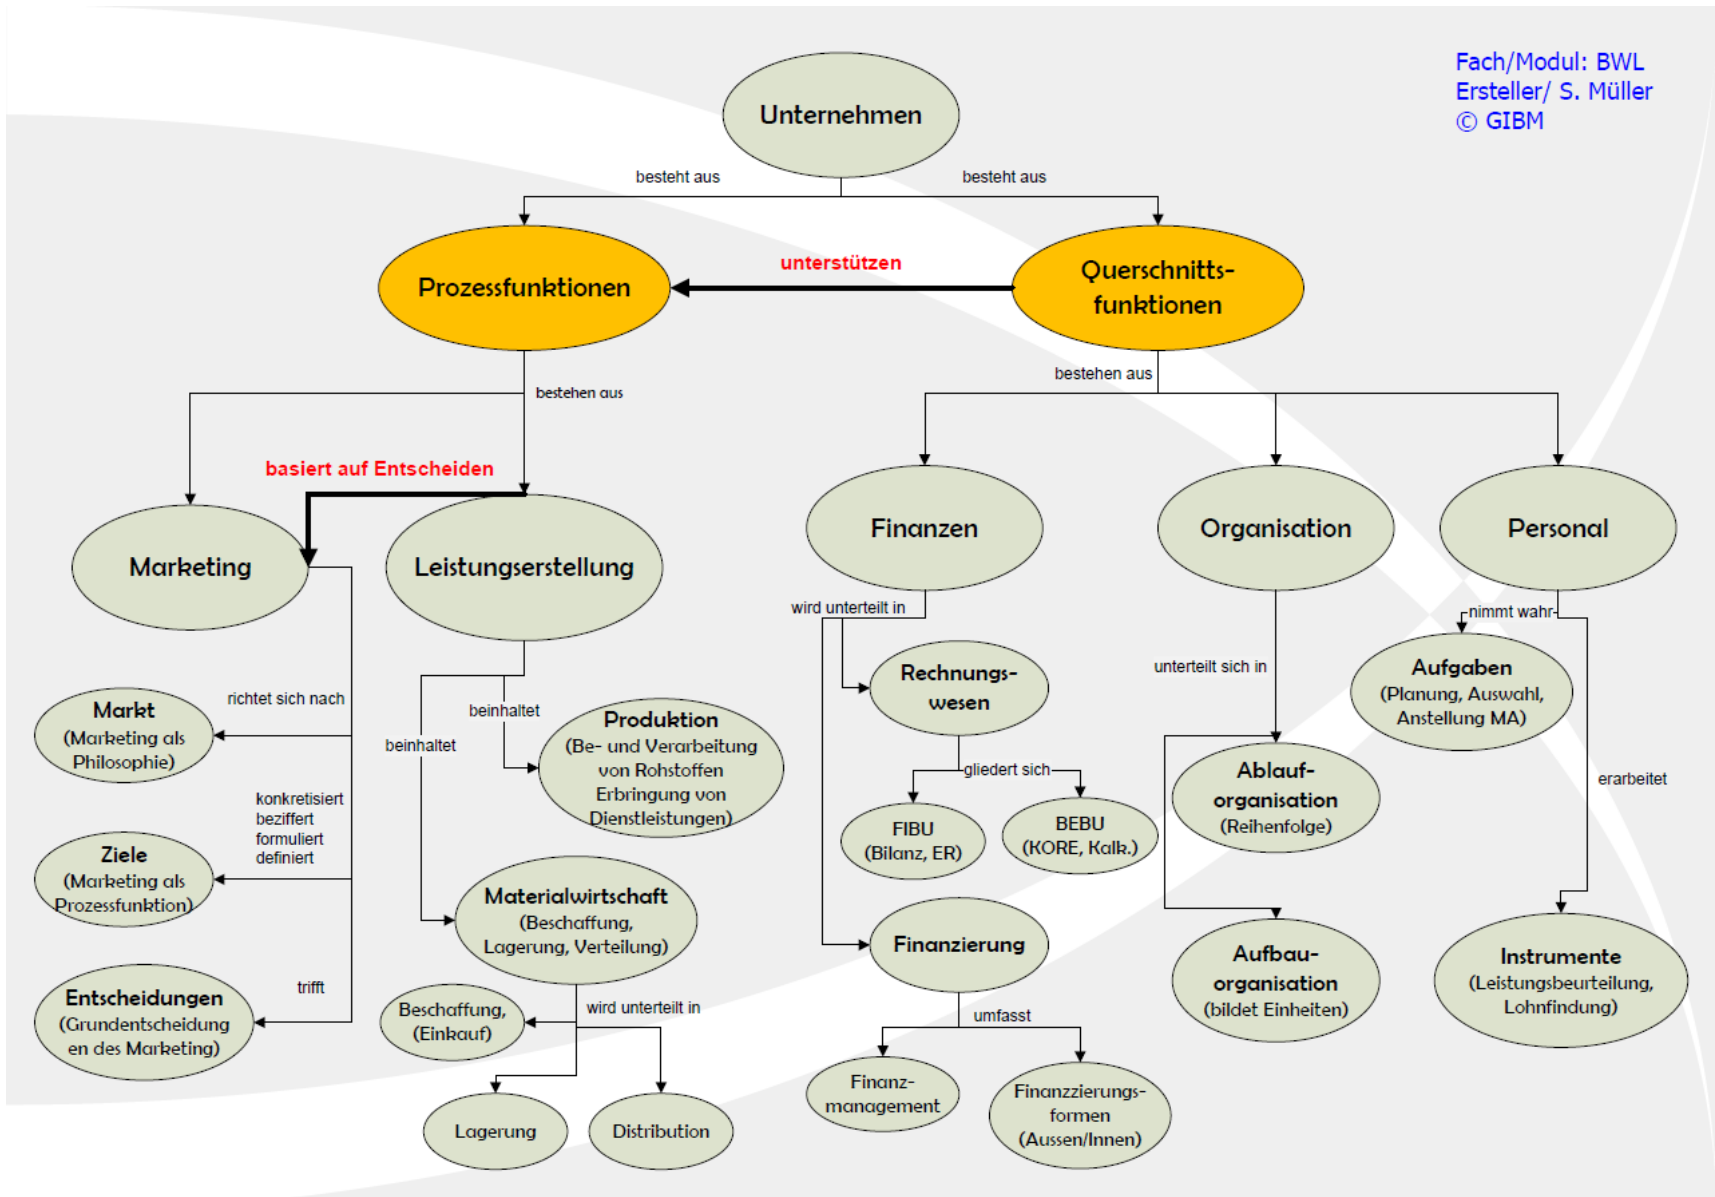 Fach/Modul: BWL
Ersteller/ S. Müller
© GIBM
Unternehmen
besteht aus
besteht aus
Prozessfunktionen
unterstützen
Querschnitts-
funktionen
bestehen aus
bestehen aus
basiert auf Entscheiden
Marketing
Leistungserstellung
Finanzen
Organisation
Personal
richtet sich nach
Markt
(Marketing als
Philosophie)
konkretisiert
beziffert
formuliert
definiert
Ziele
(Marketing als
Prozessfunktion)
trifft
Entscheidungen
(Grundentscheidung
en des Marketing)
beinhaltet
beinhaltet
Produktion
(Be- und Verarbeitung
von Rohstoffen
Erbringung von
Dienstleistungen)
Materialwirtschaft
(Beschaffung,
Lagerung, Verteilung)
wird unterteilt in
Beschaffung,
(Einkauf)
Lagerung
Distribution
wird unterteilt in
Rechnungs-
wesen
gliedert sich
FIBU
(Bilanz, ER)
BEBU
(KORE, Kalk.)
Finanzierung
umfasst
Finanz-
management
Finanzzierungs-
formen
(Aussen/Innen)
unterteilt sich in
Ablauf-
organisation
(Reihenfolge)
Aufbau-
organisation
(bildet Einheiten)
nimmt wahr
Aufgaben
(Planung, Auswahl,
Anstellung MA)
erarbeitet
Instrumente
(Leistungsbeurteilung,
Lohnfindung)